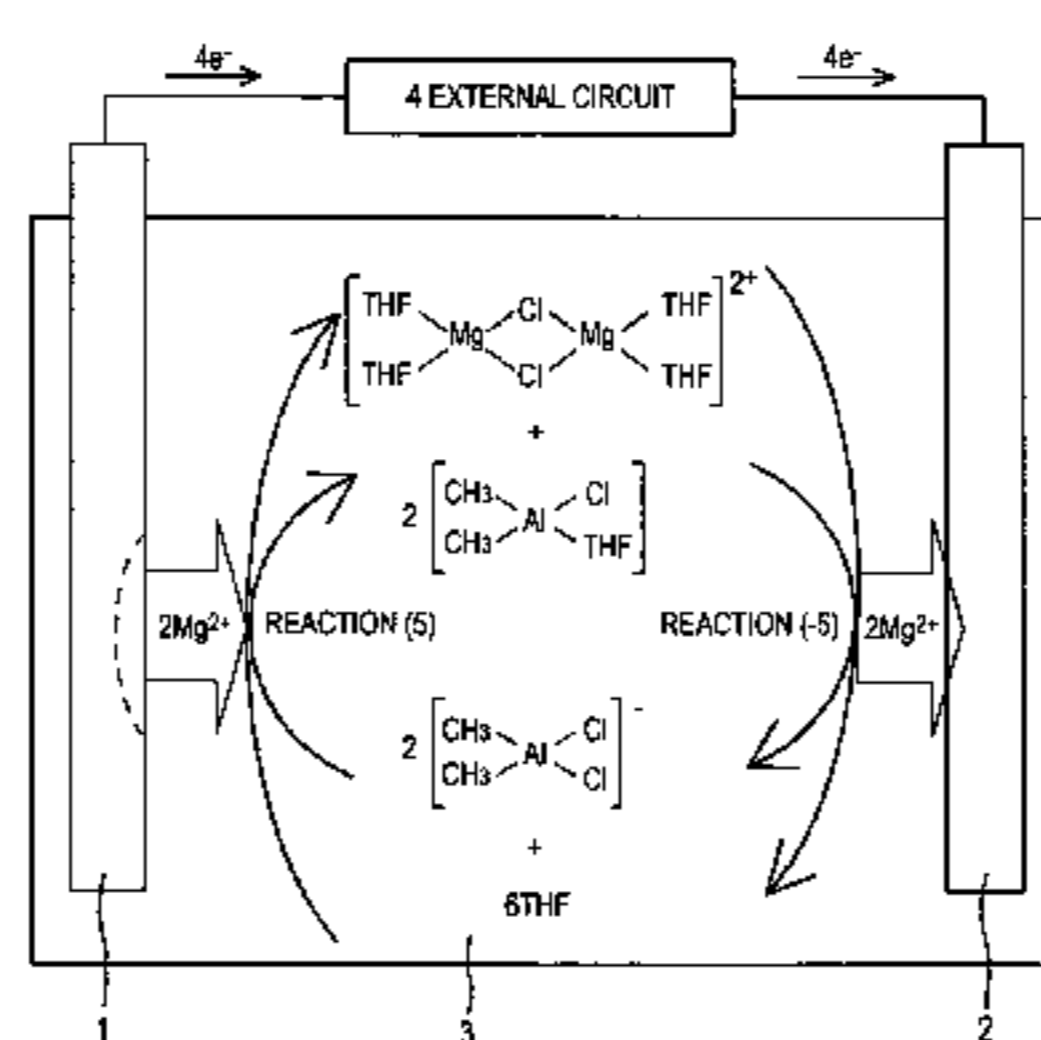 4e⁻ 4e⁻
4 EXTERNAL CIRCUIT
2+
THF Cl THF
Mg Mg
THF Cl THF
+
CH3 Cl
2 Al
CH3 THF
2Mg²⁺ REACTION (5) REACTION (-5) 2Mg²⁺
-
CH3 Cl
2 Al
CH3 Cl
+
6THF
1 3 2